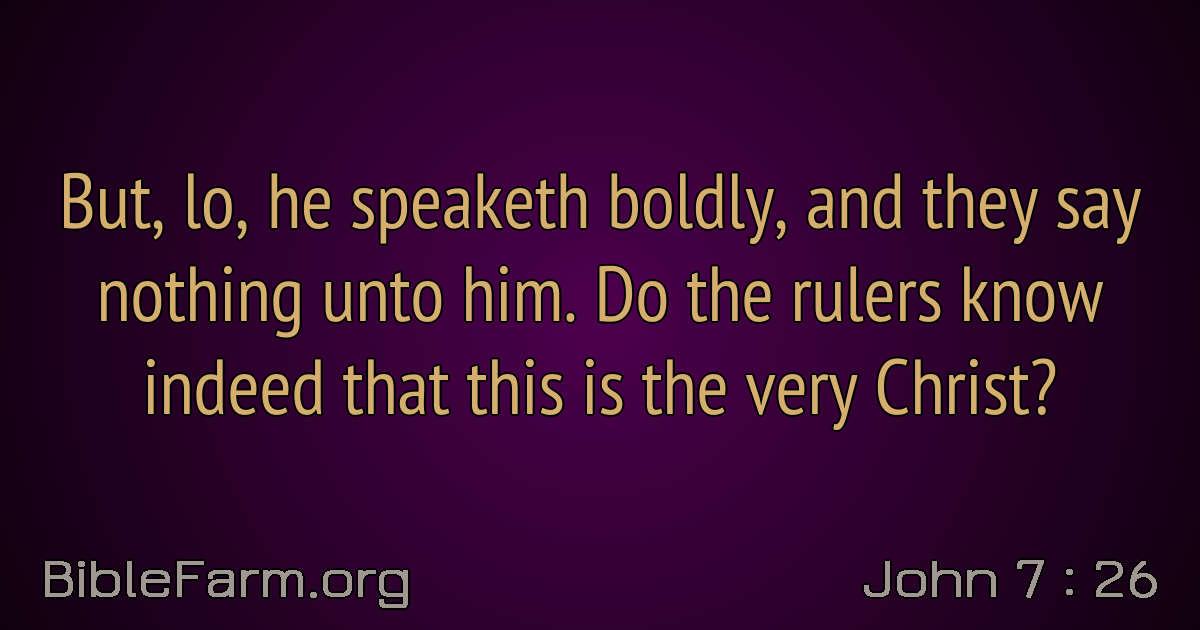 But, lo, he speaketh boldly, and they say
nothing unto him. Do the rulers know
indeed that this is the very Christ?
BibleFarm.org
John 7 : 26